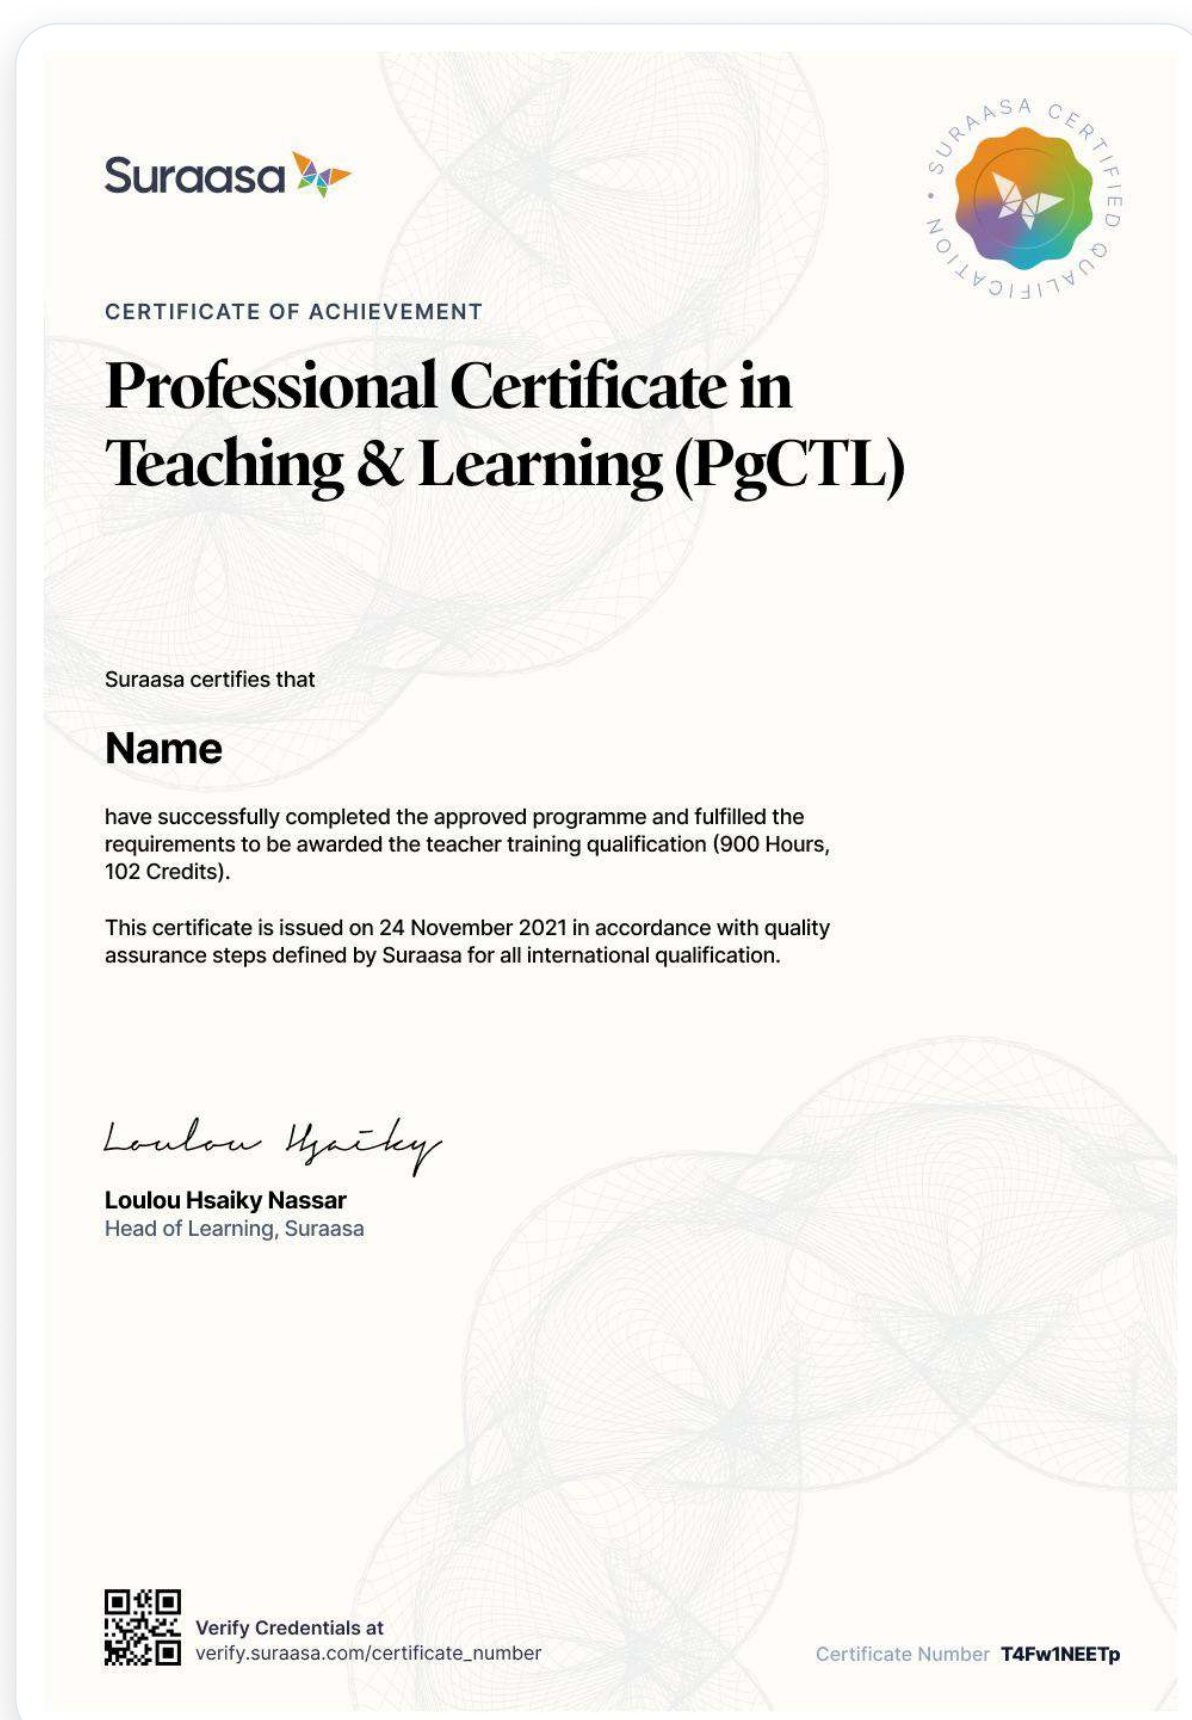 Suraasa
SURAASA CERTIFIED QUALIFICATION •
CERTIFICATE OF ACHIEVEMENT
Professional Certificate in
Teaching & Learning (PgCTL)
Suraasa certifies that
Name
have successfully completed the approved programme and fulfilled the
requirements to be awarded the teacher training qualification (900 Hours,
102 Credits).
This certificate is issued on 24 November 2021 in accordance with quality
assurance steps defined by Suraasa for all international qualification.
Loulou Hsaiky
Loulou Hsaiky Nassar
Head of Learning, Suraasa
Verify Credentials at
verify.suraasa.com/certificate_number
Certificate Number T4Fw1NEETp